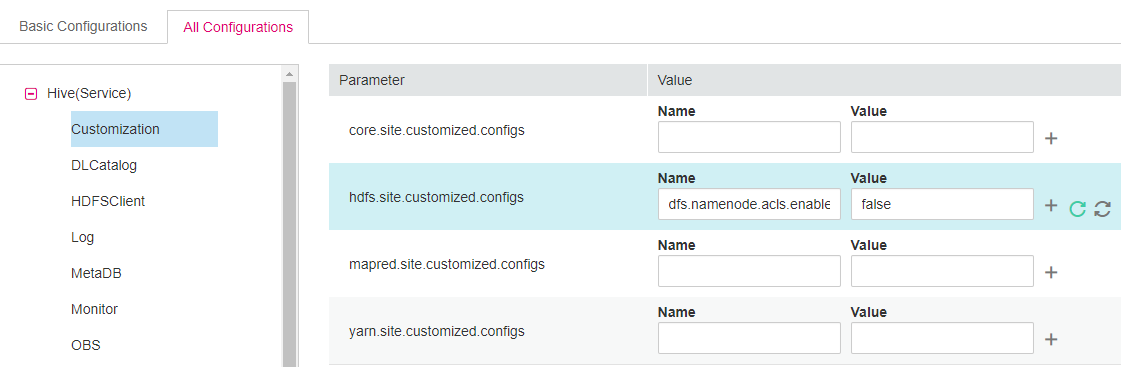 Basic Configurations
All Configurations
Hive(Service)
Customization
DLCatalog
HDFSClient
Log
MetaDB
Monitor
OBS
Parameter Value
Name Value
core.site.customized.configs
Name Value
hdfs.site.customized.configs dfs.namenode.acls.enable false
Name Value
mapred.site.customized.configs
Name Value
yarn.site.customized.configs